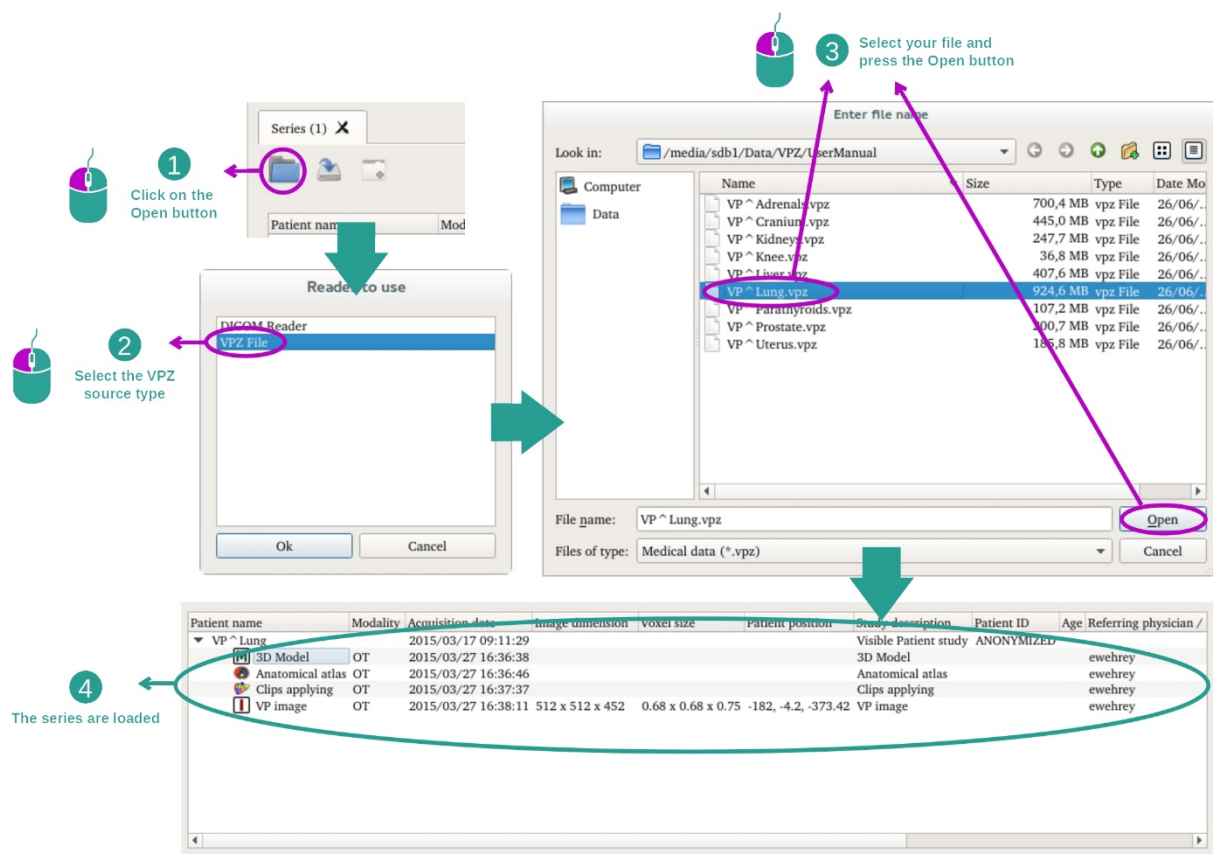 3
Select your file and
press the Open button
Series (1)
1
Click on the
Open button
Patient name
Mod
Enter file name
Look in:
/media/sdb1/Data/VPZ/UserManual
Computer
Data
Name Size Type Date Mo
VP^Adrenals.vpz 700,4 MB vpz File 26/06/..
VP^Cranium.vpz 445,0 MB vpz File 26/06/..
VP^Kidneys.vpz 247,7 MB vpz File 26/06/..
VP^Knee.vpz 36,8 MB vpz File 26/06/..
VP^Liver.vpz 407,6 MB vpz File 26/06/..
VP^Lung.vpz 924,6 MB vpz File 26/06/..
VP^Parathyroids.vpz 107,2 MB vpz File 26/06/..
VP^Prostate.vpz 200,7 MB vpz File 26/06/..
VP^Uterus.vpz 185,8 MB vpz File 26/06/..
File name: VP^Lung.vpz Open
Files of type: Medical data (*.vpz) Cancel
Reader to use
DICOM Reader
VPZ File
Ok Cancel
2
Select the VPZ
source type
Patient name Modality Acquisition date Image dimension Voxel size Patient position Study description Patient ID Age Referring physician /
VP^Lung 2015/03/17 09:11:29 Visible Patient study ANONYMIZED
M 3D Model OT 2015/03/27 16:36:38 3D Model ewehrey
Anatomical atlas OT 2015/03/27 16:36:46 Anatomical atlas ewehrey
Clips applying OT 2015/03/27 16:37:37 Clips applying ewehrey
I VP image OT 2015/03/27 16:38:11 512 x 512 x 452 0.68 x 0.68 x 0.75 -182, -4.2, -373.42 VP image ewehrey
4
The series are loaded